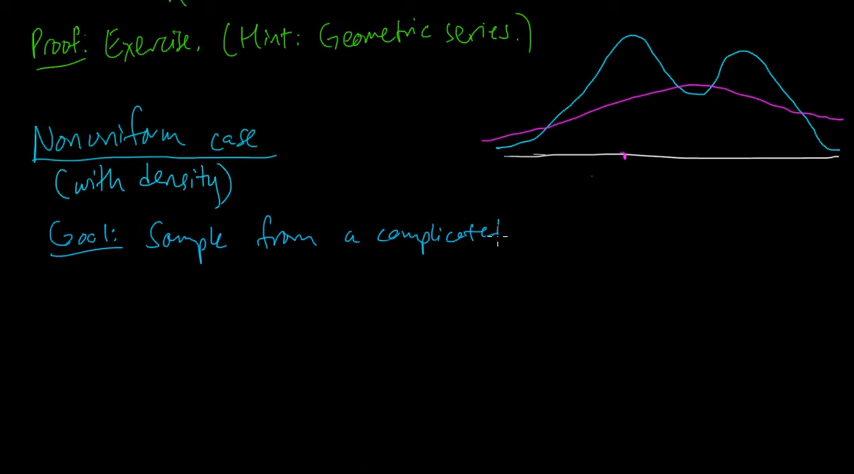 Proof: Exercise. (Hint: Geometric series.)
Nonuniform case
(with density)
Goal: Sample from a complicated